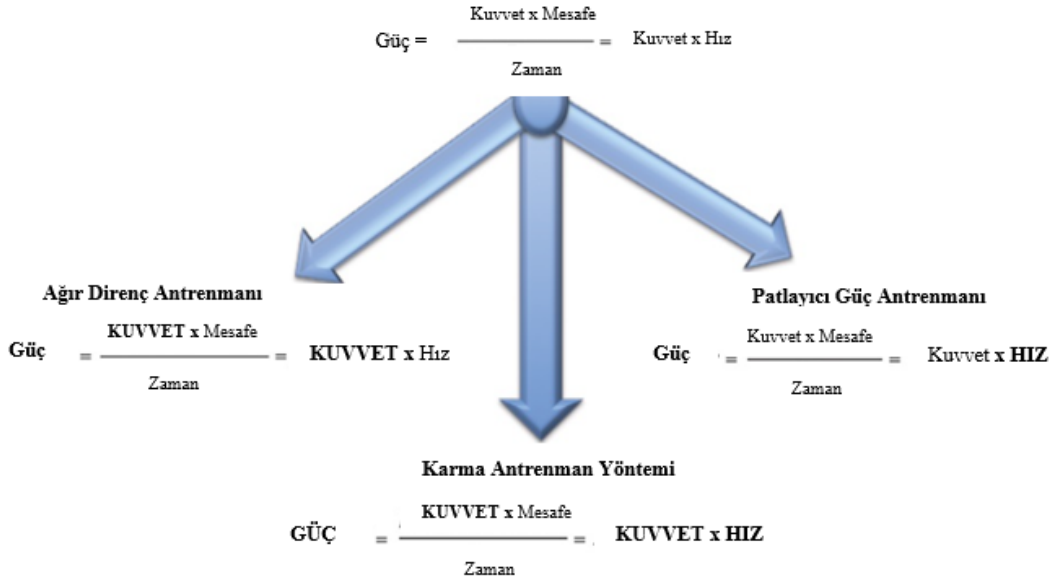 Kuvvet x Mesafe
Güç = = Kuvvet x Hız
Zaman
Ağır Direnç Antrenmanı
KUVVET x Mesafe
Güç = = KUVVET x Hız
Zaman
Patlayıcı Güç Antrenmanı
Kuvvet x Mesafe
Güç = = Kuvvet x HIZ
Zaman
Karma Antrenman Yöntemi
KUVVET x Mesafe
GÜÇ = = KUVVET x HIZ
Zaman